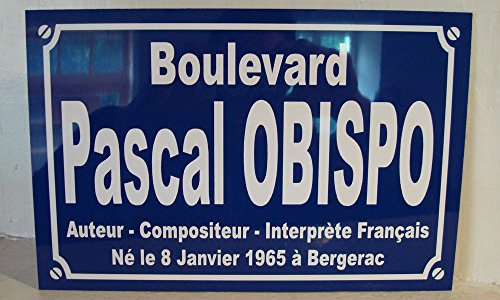 Boulevard
Pascal OBISPO
Auteur - Compositeur - Interprète Français
Né le 8 Janvier 1965 à Bergerac